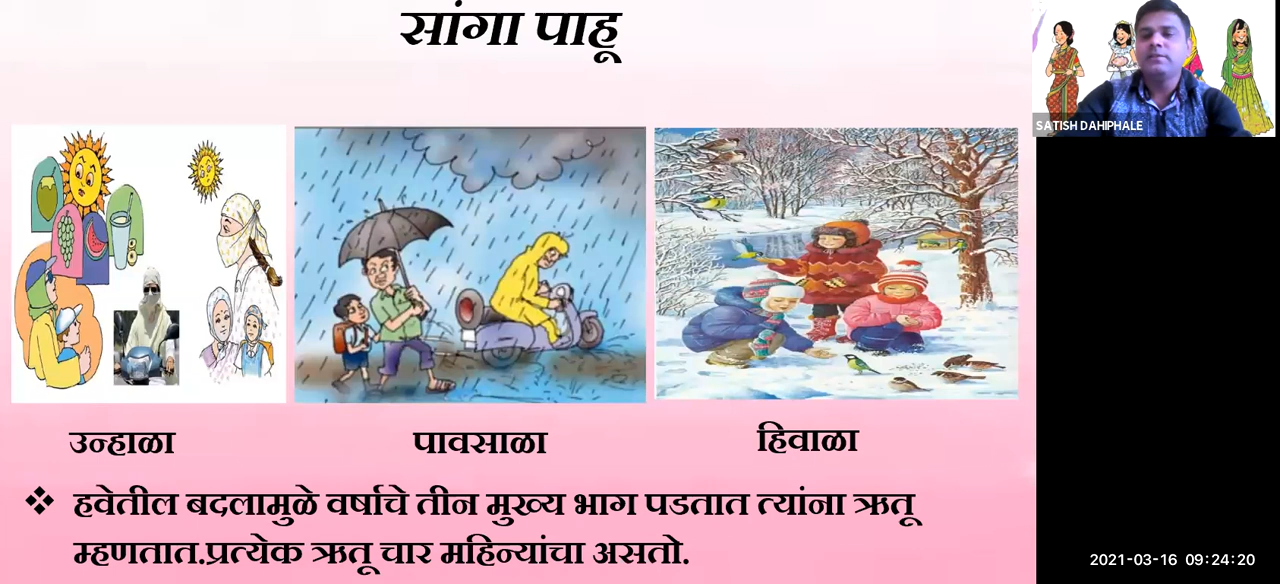 सांगा पाहू
SATISH DAHIPHALE
उन्हाळा
पावसाळा
हिवाळा
❖ हवेतील बदलामुळे वर्षाचे तीन मुख्य भाग पडतात त्यांना ऋतू
म्हणतात.प्रत्येक ऋतू चार महिन्यांचा असतो.
2021-03-16 09:24:20